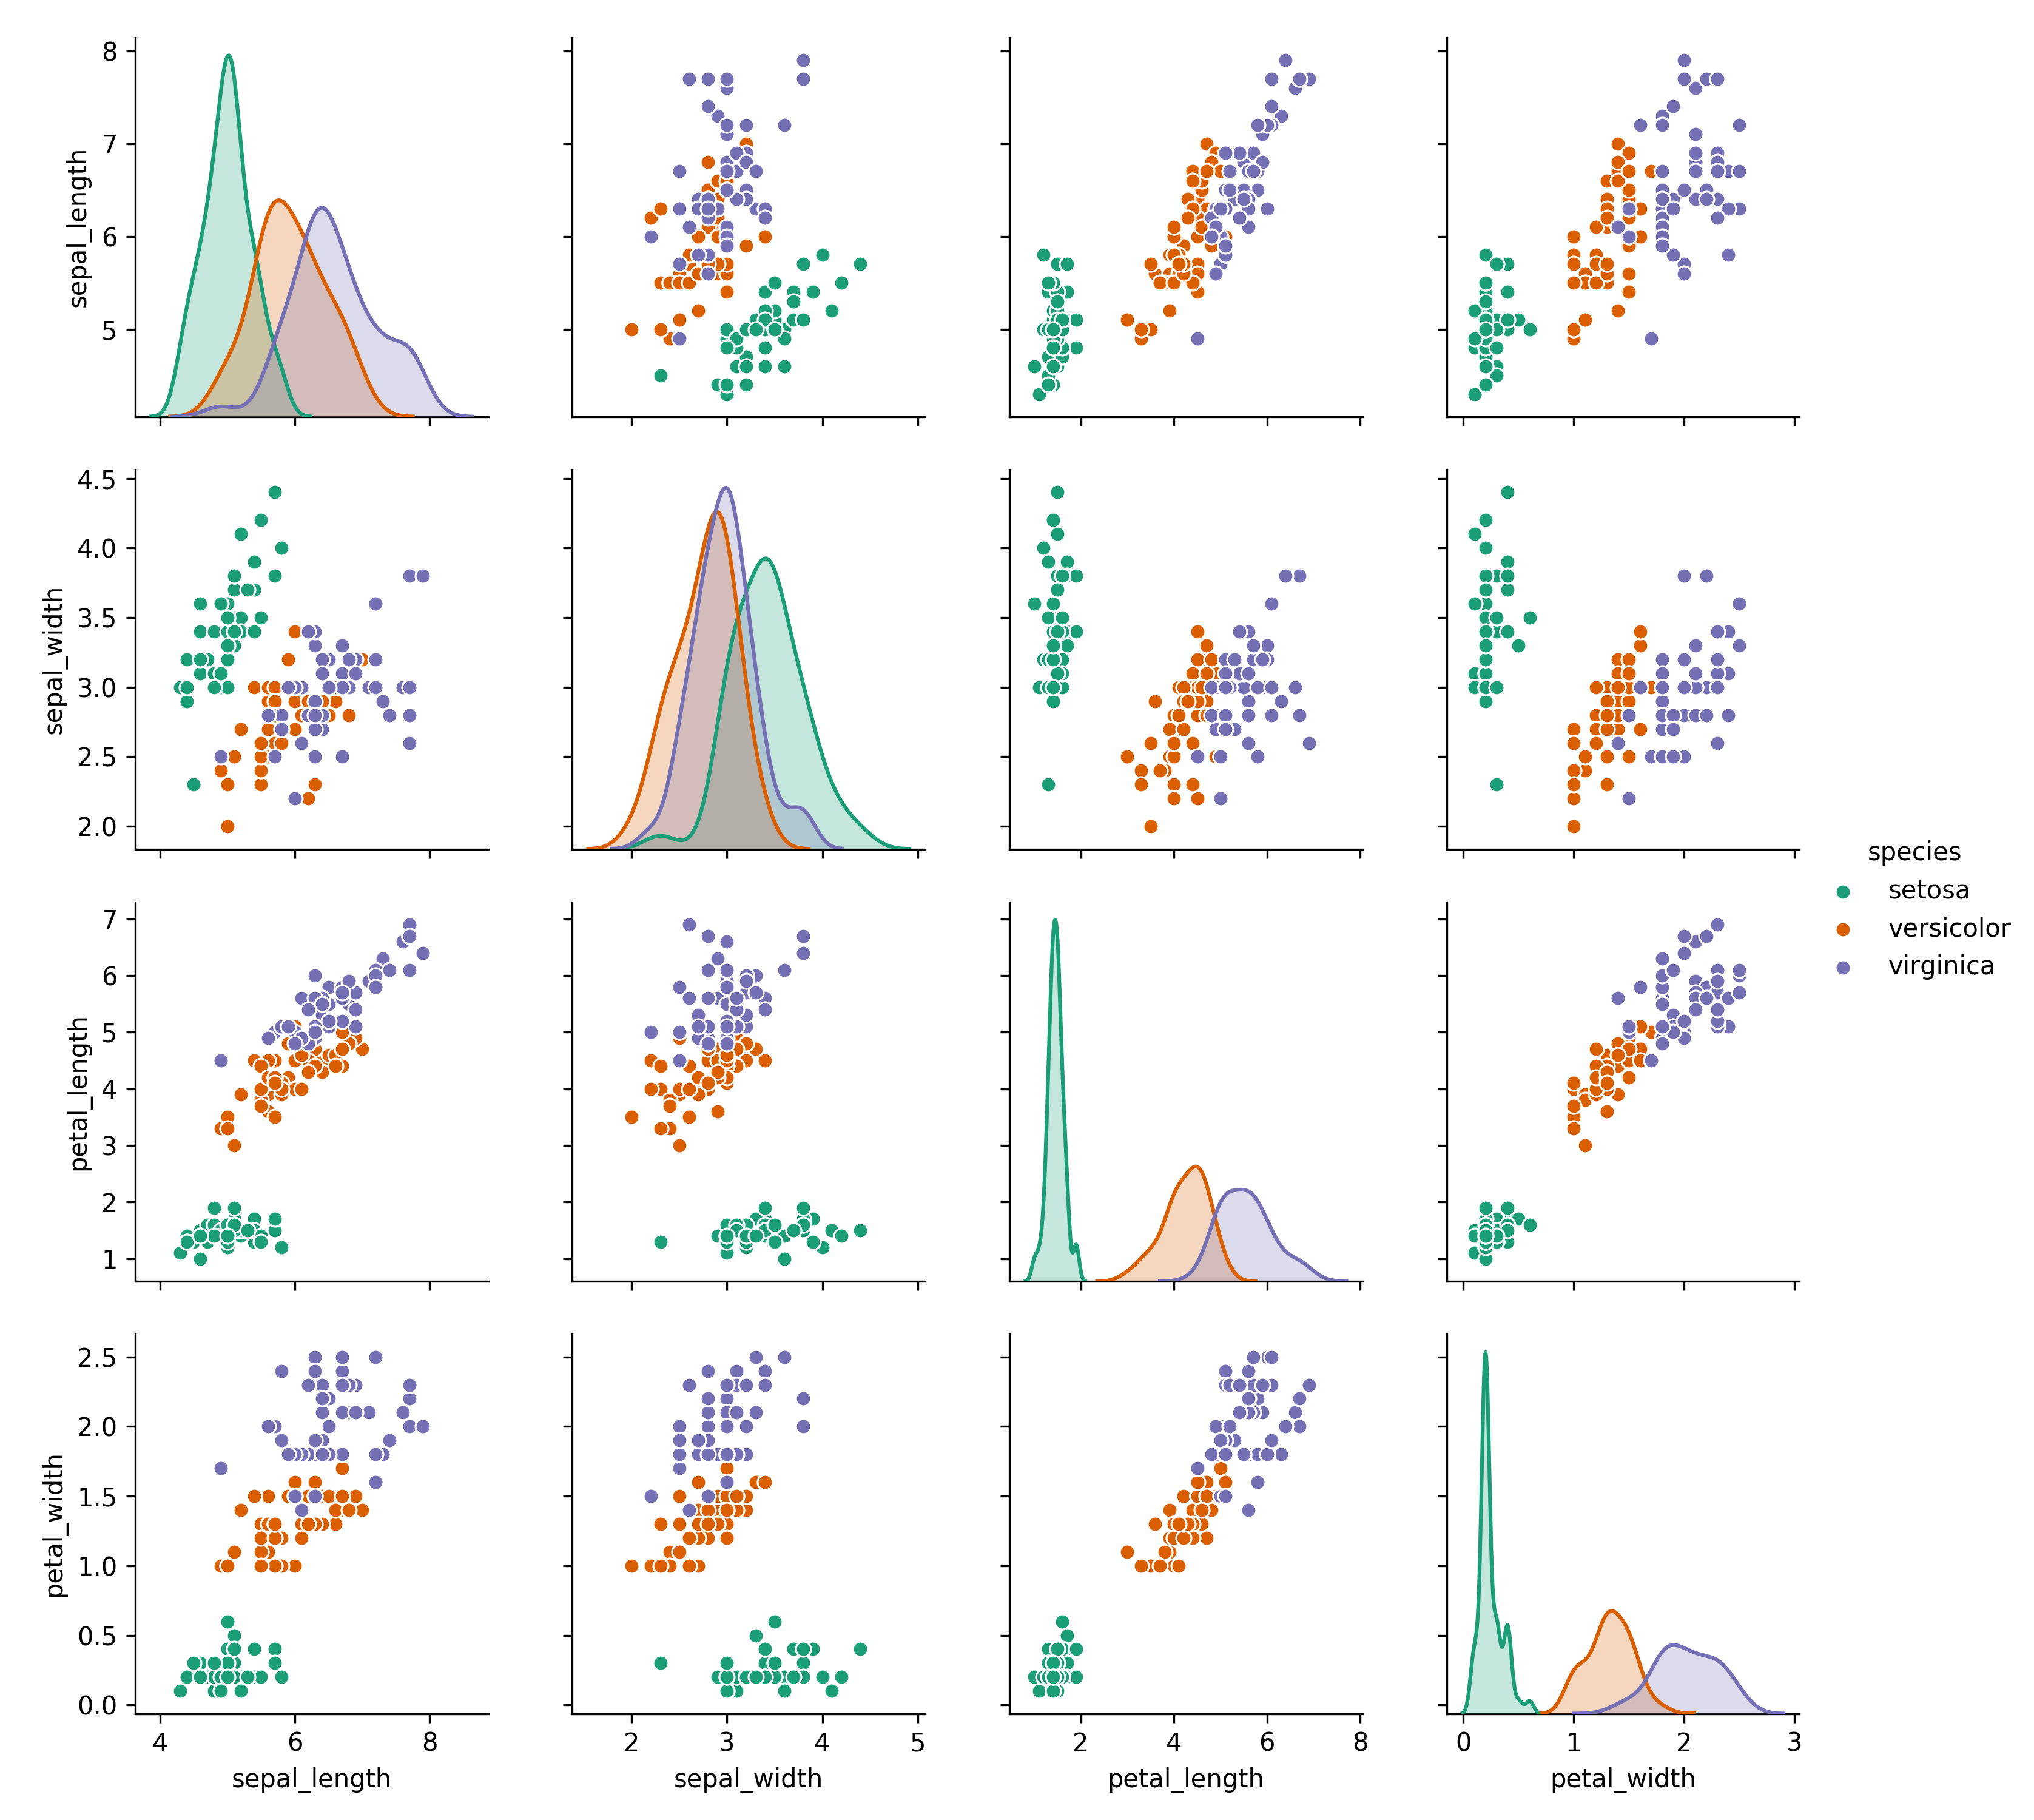 8
7
6
5
sepal_length
4.5
4.0
3.5
3.0
2.5
2.0
sepal_width
species
setosa
versicolor
virginica
7
6
5
4
3
2
1
petal_length
2.5
2.0
1.5
1.0
0.5
0.0
petal_width
4 6 8
2 3 4 5
2 4 6 8
0 1 2 3
sepal_length
sepal_width
petal_length
petal_width